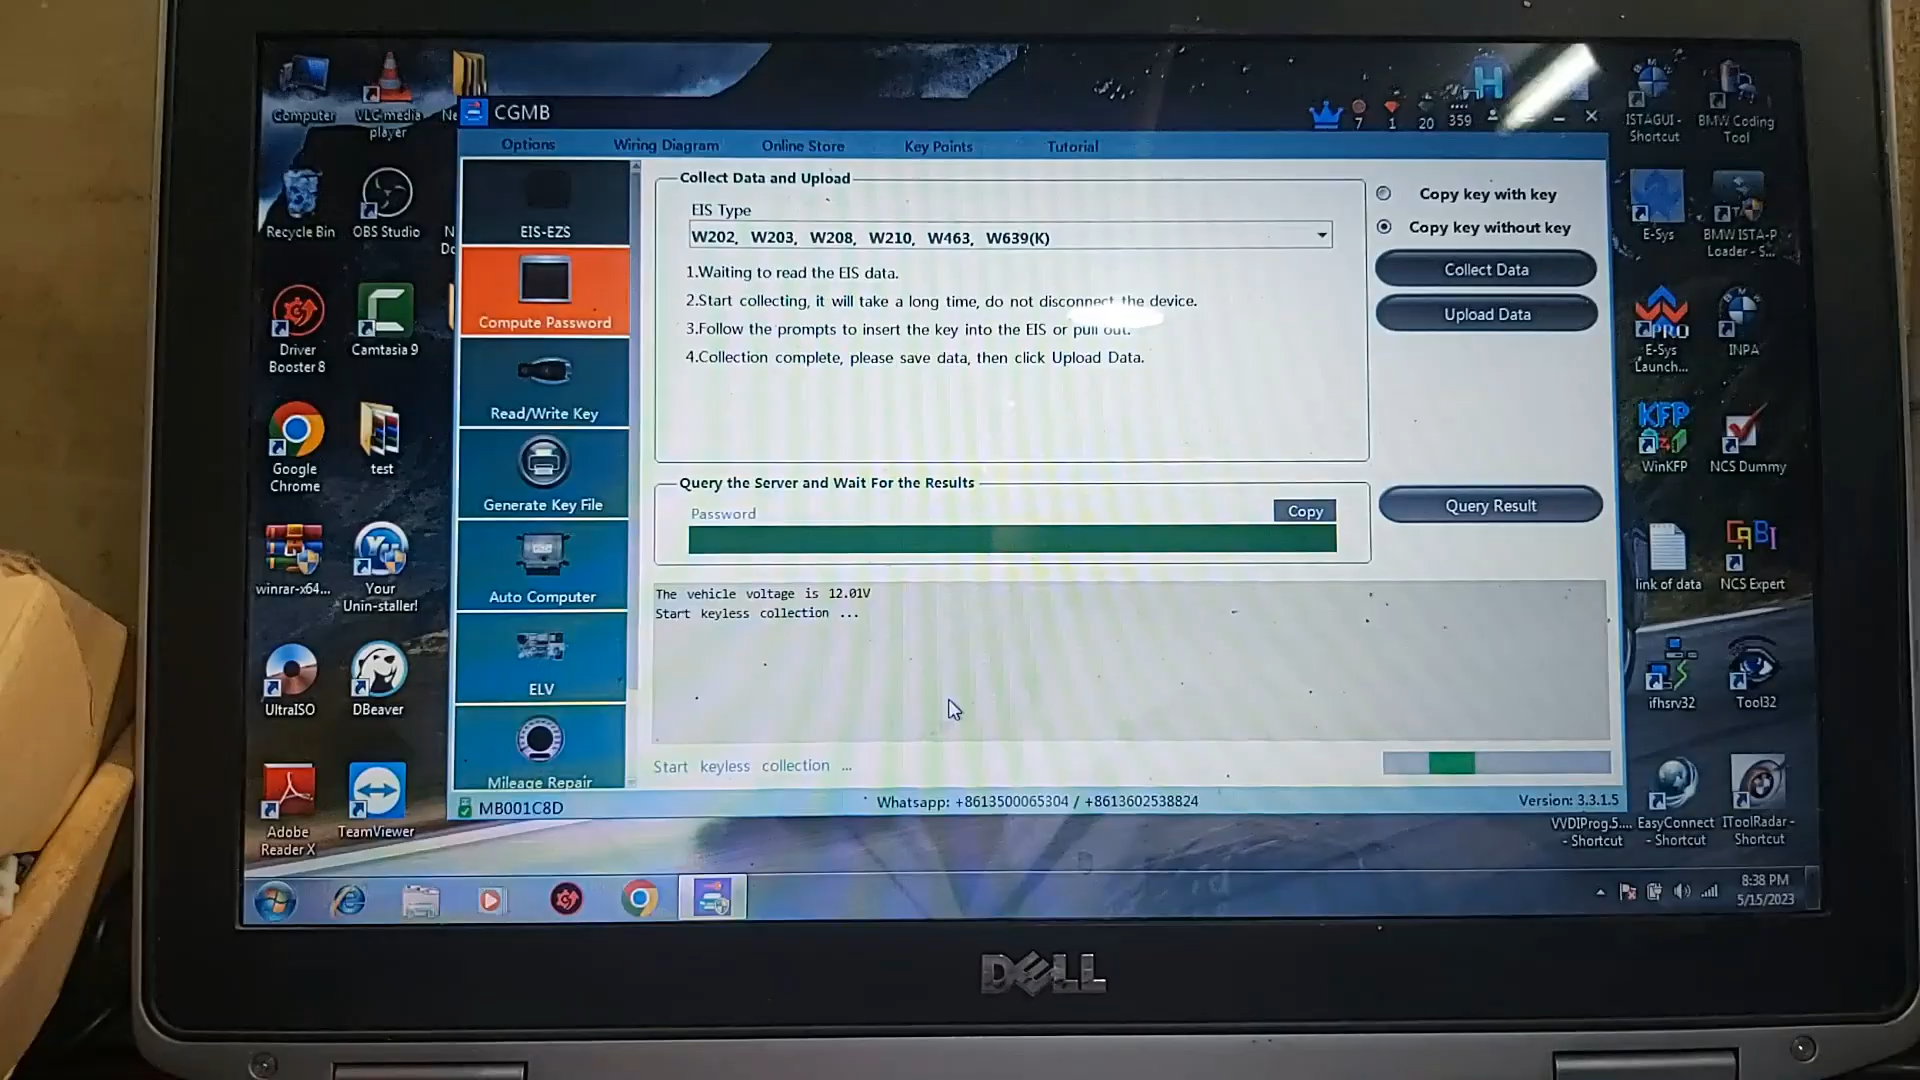 Computer
VLC media
player
Ne
CGMB
7
1
20
359
H
ISTAGUI -
Shortcut
BMW Coding
Tool
Options
Wiring Diagram
Online Store
Key Points
Tutorial
Recycle Bin
OBS Studio
EIS-EZS
Collect Data and Upload
EIS Type
W202, W203, W208, W210, W463, W639(K)
1.Waiting to read the EIS data.
2.Start collecting, it will take a long time, do not disconnect the device.
3.Follow the prompts to insert the key into the EIS or pull out.
4.Collection complete, please save data, then click Upload Data.
Copy key with key
Copy key without key
Collect Data
Upload Data
E-Sys
BMW ISTA-P
Loader - S...
Compute Password
Driver
Booster 8
Camtasia 9
PRO
E-Sys
Launch...
INPA
Read/Write Key
Google
Chrome
test
KFP
WinKFP
NCS Dummy
Generate Key File
Query the Server and Wait For the Results
Password
Copy
Query Result
winrar-x64...
Your
Unin-staller!
link of data
NCS Expert
Auto Computer
The vehicle voltage is 12.01V
Start keyless collection ...
UltraISO
DBeaver
ELV
ifhsrv32
Tool32
Mileage Repair
Start keyless collection ...
MB001C8D
Whatsapp: +8613500065304 / +8613602538824
Version: 3.3.1.5
Adobe
Reader X
TeamViewer
VVDIProg.5....
- Shortcut
EasyConnect
- Shortcut
IToolRadar -
Shortcut
8:38 PM
5/15/2023
DELL